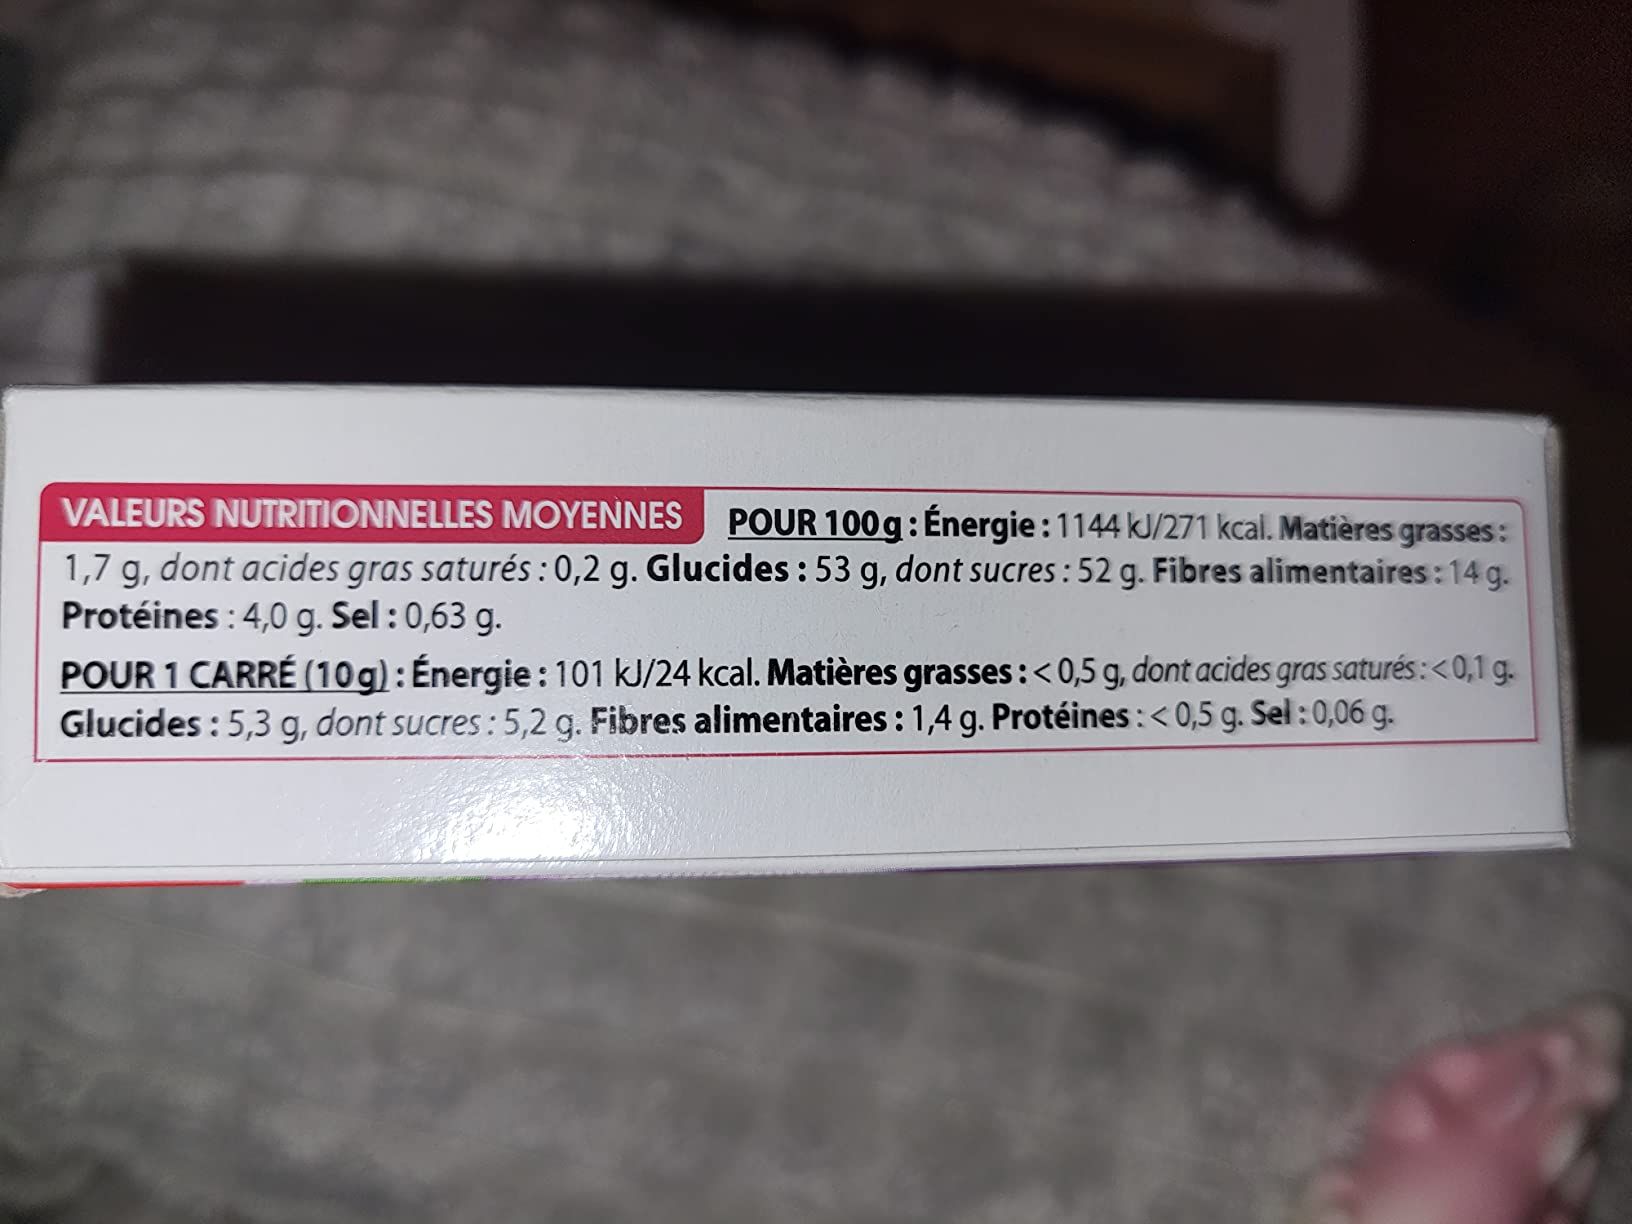 VALEURS NUTRITIONNELLES MOYENNES POUR 100g : Énergie : 1144 kJ/271 kcal. Matières grasses :
1,7 g, dont acides gras saturés : 0,2 g. Glucides : 53 g, dont sucres : 52 g. Fibres alimentaires : 14 g.
Protéines : 4,0 g. Sel : 0,63 g.
POUR 1 CARRÉ (10g) : Énergie : 101 kJ/24 kcal. Matières grasses : < 0,5 g, dont acides gras saturés : < 0,1 g.
Glucides : 5,3 g, dont sucres : 5,2 g. Fibres alimentaires : 1,4 g. Protéines : < 0,5 g. Sel : 0,06 g.